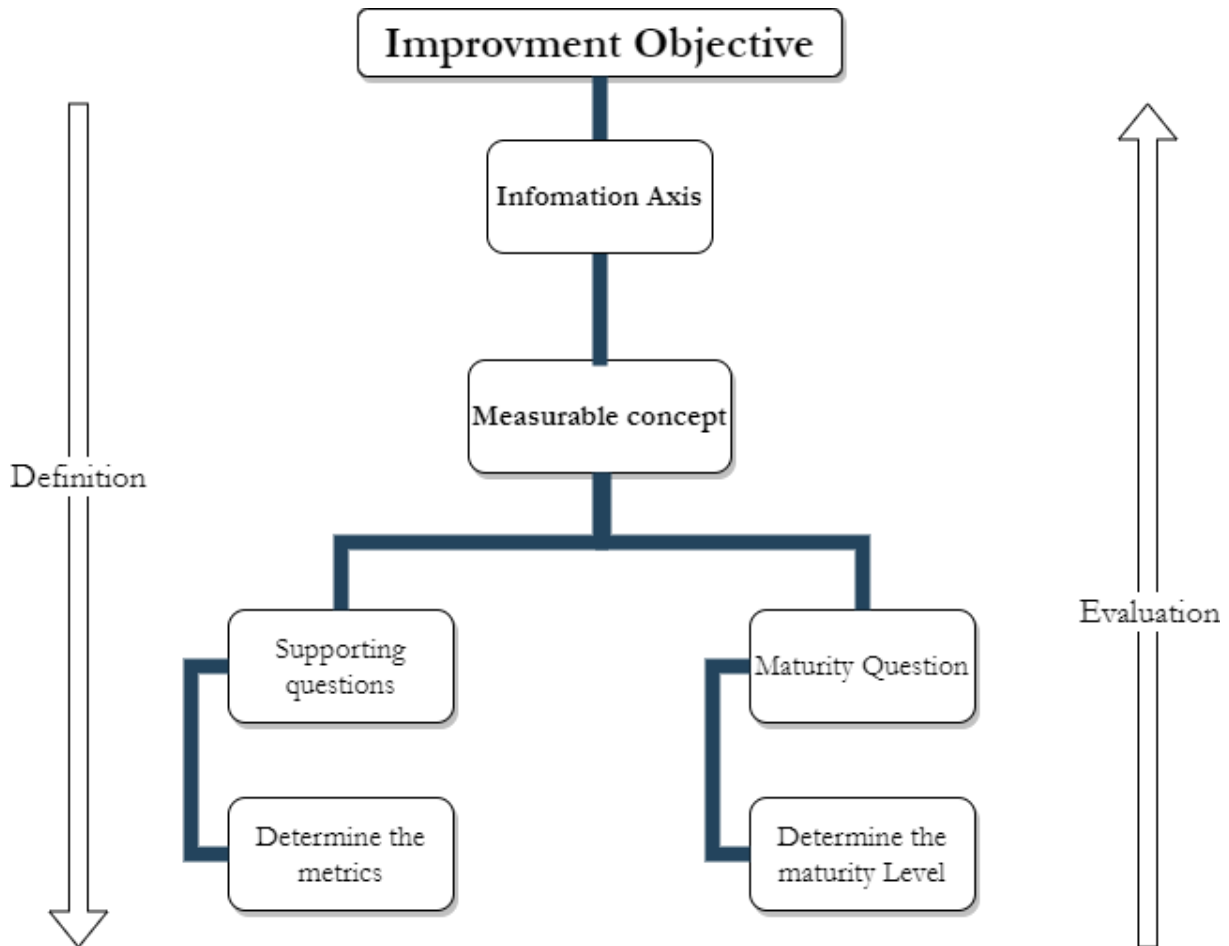 Improvment Objective
Infomation Axis
Measurable concept
Definition
Evaluation
Supporting
questions
Maturity Question
Determine the
metrics
Determine the
maturity Level